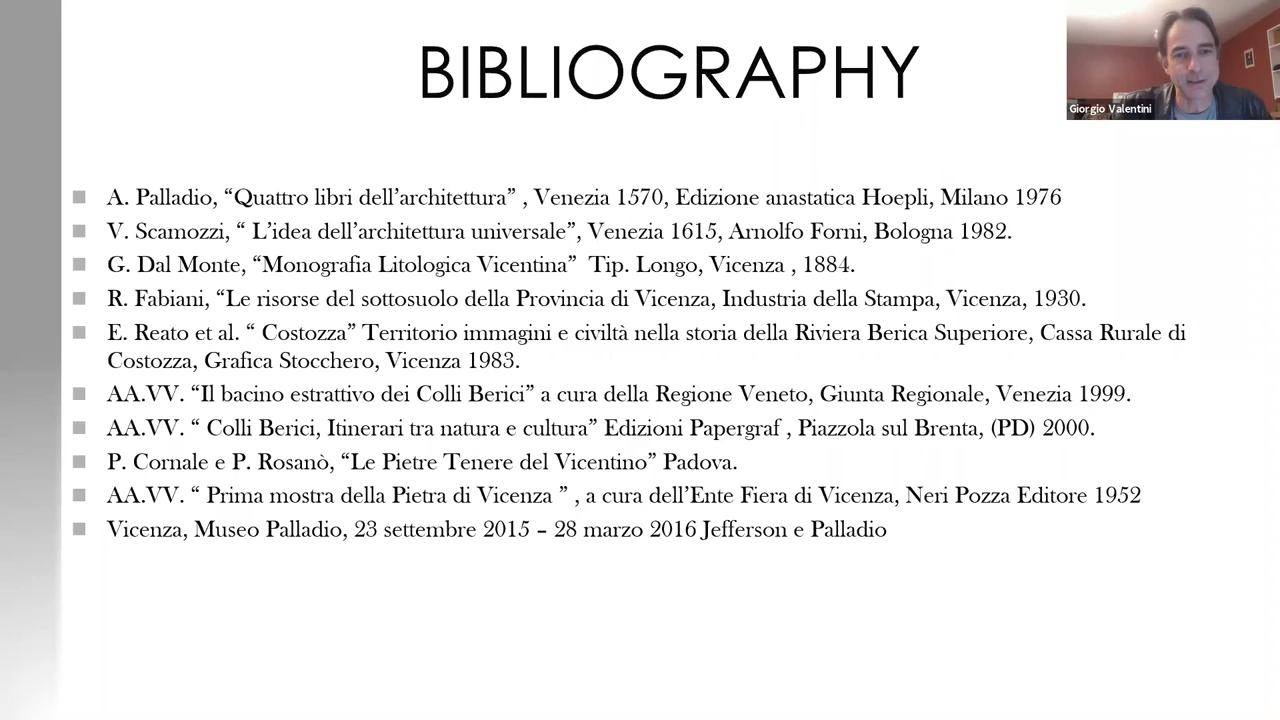 BIBLIOGRAPHY
Giorgio Valentini
A. Palladio, “Quattro libri dell’architettura” , Venezia 1570, Edizione anastatica Hoepli, Milano 1976
V. Scamozzi, “ L’idea dell’architettura universale”, Venezia 1615, Arnolfo Forni, Bologna 1982.
G. Dal Monte, “Monografia Litologica Vicentina” Tip. Longo, Vicenza , 1884.
R. Fabiani, “Le risorse del sottosuolo della Provincia di Vicenza, Industria della Stampa, Vicenza, 1930.
E. Reato et al. “ Costozza” Territorio immagini e civiltà nella storia della Riviera Berica Superiore, Cassa Rurale di
Costozza, Grafica Stocchero, Vicenza 1983.
AA.VV. “Il bacino estrattivo dei Colli Berici” a cura della Regione Veneto, Giunta Regionale, Venezia 1999.
AA.VV. “ Colli Berici, Itinerari tra natura e cultura” Edizioni Papergraf , Piazzola sul Brenta, (PD) 2000.
P. Cornale e P. Rosanò, “Le Pietre Tenere del Vicentino” Padova.
AA.VV. “ Prima mostra della Pietra di Vicenza ” , a cura dell’Ente Fiera di Vicenza, Neri Pozza Editore 1952
Vicenza, Museo Palladio, 23 settembre 2015 – 28 marzo 2016 Jefferson e Palladio